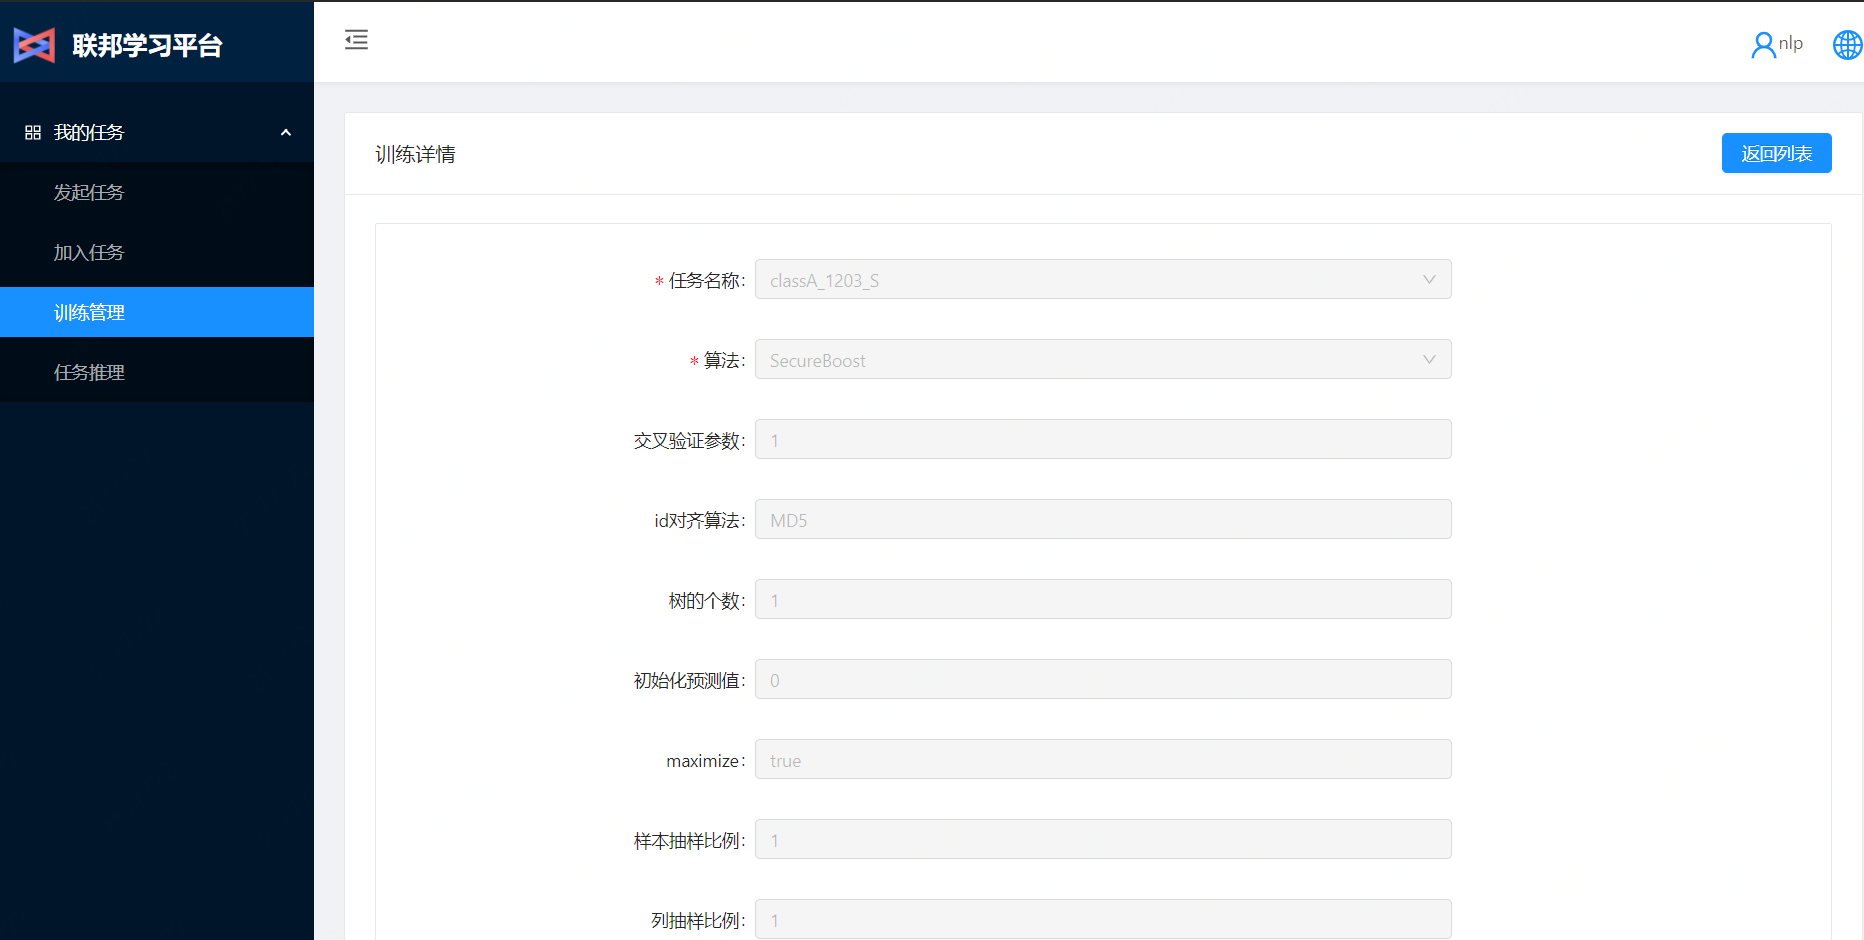 联邦学习平台
nlp
我的任务
发起任务
加入任务
训练管理
任务推理
训练详情
返回列表
* 任务名称: classA_1203_S
* 算法: SecureBoost
交叉验证参数: 1
id对齐算法: MD5
树的个数: 1
初始化预测值: 0
maximize: true
样本抽样比例: 1
列抽样比例: 1